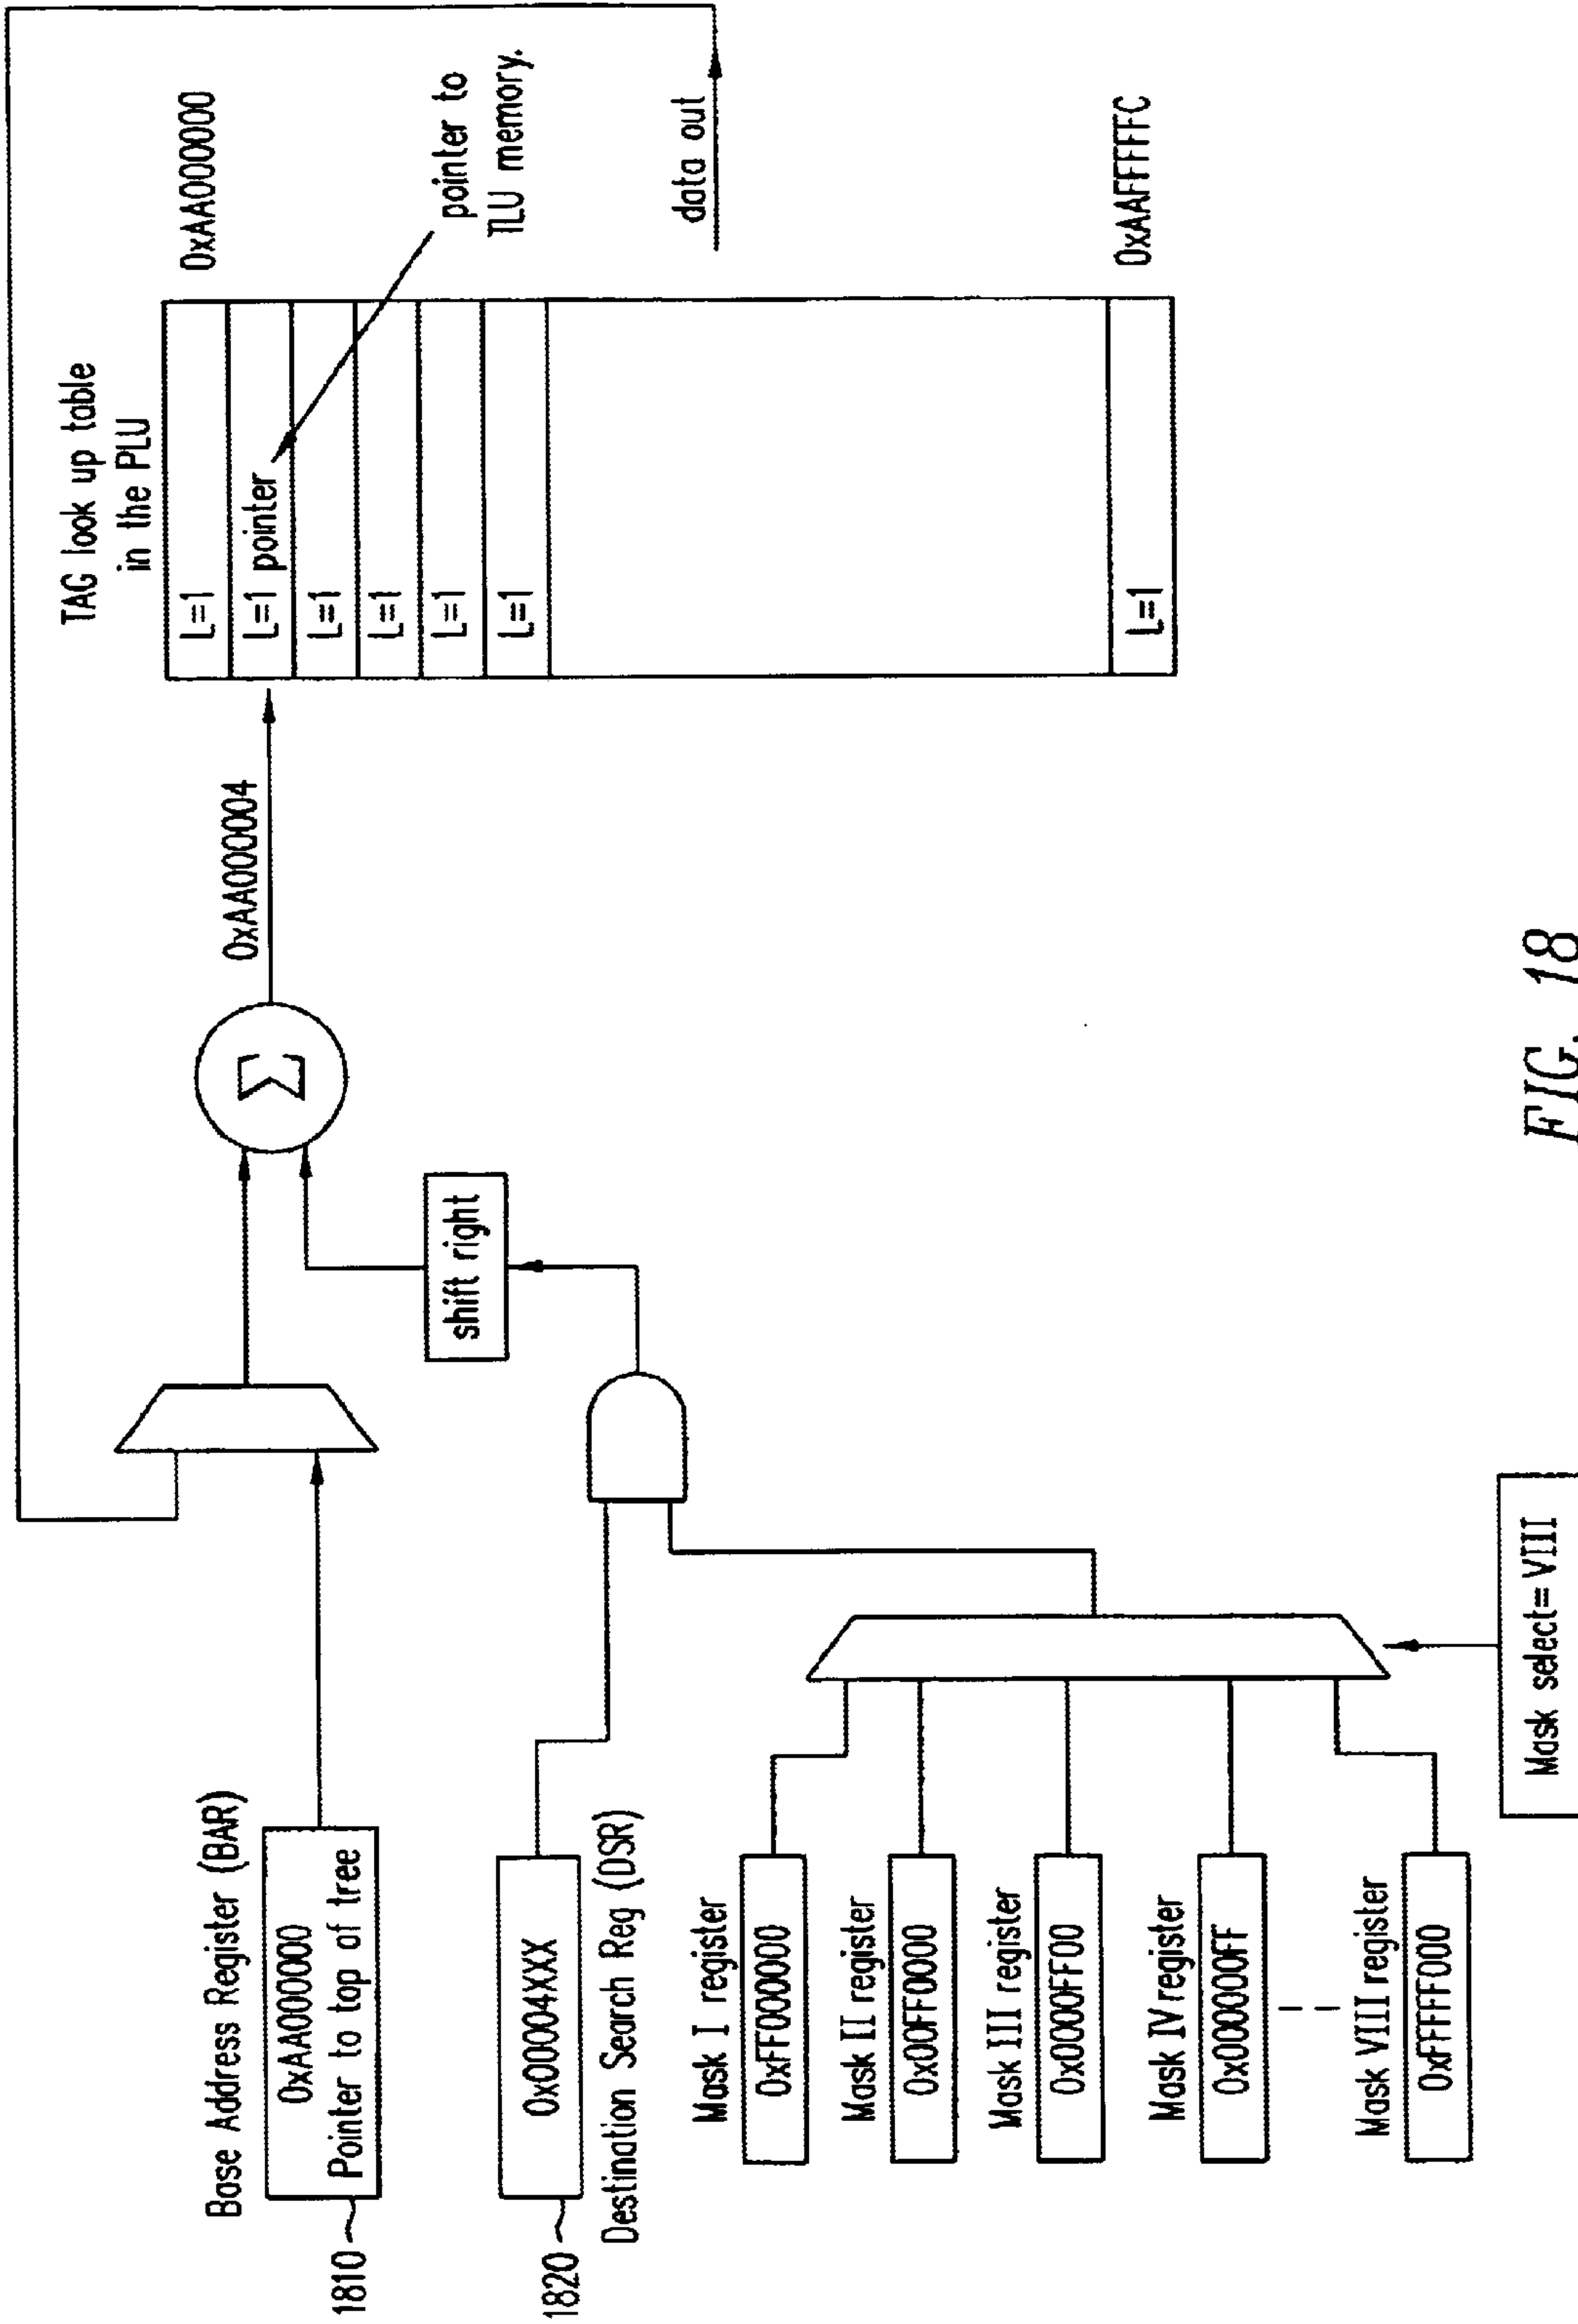 Base Address Register (BAR)
0xAA000000
Pointer to top of tree
1810
0x00004XXX
1820
Destination Search Reg (DSR)
Mask I register
0xFF000000
Mask II register
0x00FF0000
Mask III register
0x0000FF00
Mask IV register
0x000000FF
Mask VIII register
0xFFFFF000
Mask select=VIII
shift right
Σ
0xAA000004
TAG look up table
in the PLU
L=1
L=1 pointer
L=1
L=1
L=1
L=1
L=1
0xAA000000
pointer to
TLU memory.
data out
0xAAFFFFFC
FIG. 18